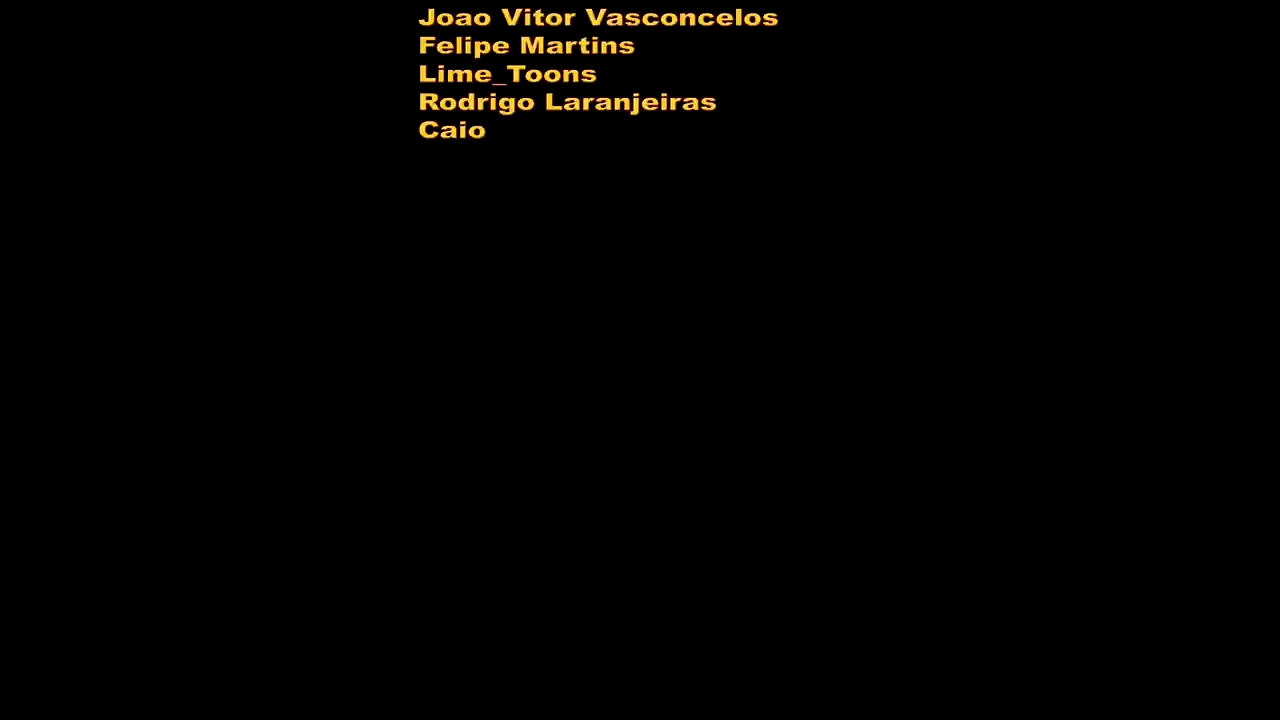 Joao Vitor Vasconcelos
Felipe Martins
Lime_Toons
Rodrigo Laranjeiras
Caio